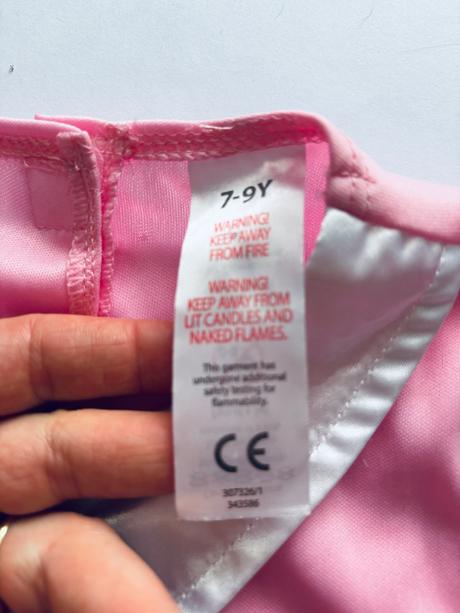 7-9Y
WARNING!
KEEP AWAY
FROM FIRE
WARNING!
KEEP AWAY FROM
LIT CANDLES AND
NAKED FLAMES.
This garment has
undergone additional
safety testing for
flammability.
CE
307326/1
343586